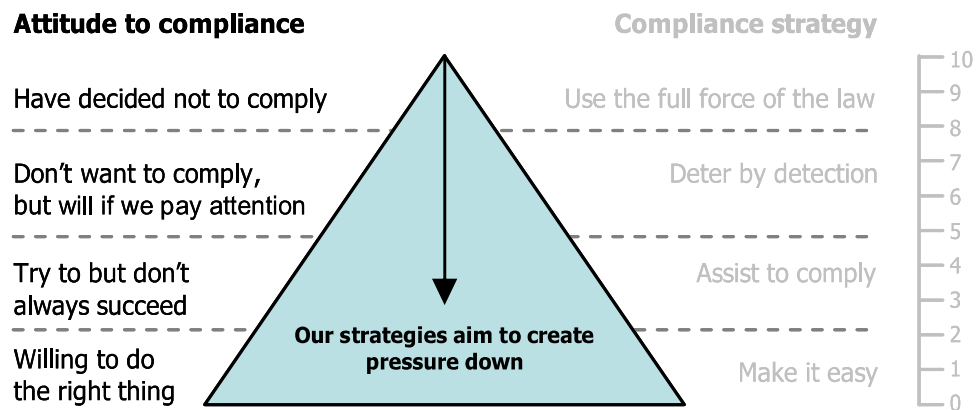 Attitude to compliance
Compliance strategy
Have decided not to comply
Use the full force of the law
Don't want to comply,
but will if we pay attention
Deter by detection
Try to but don't
always succeed
Assist to comply
Willing to do
the right thing
Make it easy
Our strategies aim to create
pressure down
10
9
8
7
6
5
4
3
2
1
0